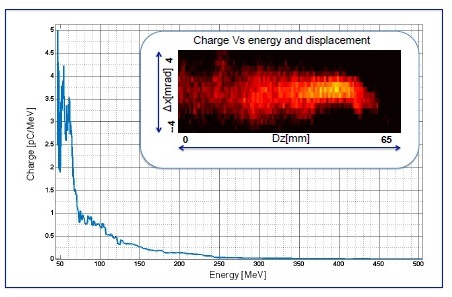 Charge Vs energy and displacement
4
Δx[mrad]
−4
0
Dz[mm]
65
5
4.5
4
3.5
3
2.5
2
1.5
1
0.5
0
Charge [pC/MeV]
50 100 150 200 250 300 350 400 450 500
Energy [MeV]